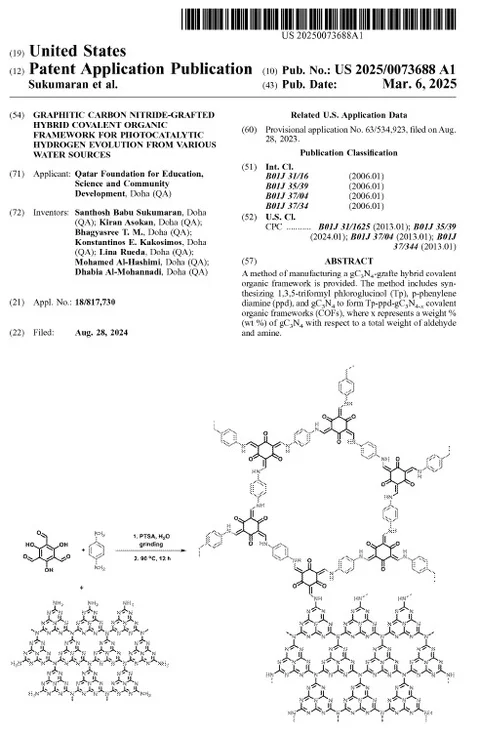 US 20250073688A1
(19) United States
(12) Patent Application Publication
Sukumaran et al.
(10) Pub. No.: US 2025/0073688 A1
(43) Pub. Date: Mar. 6, 2025
(54) GRAPHITIC CARBON NITRIDE-GRAFTED
HYBRID COVALENT ORGANIC
FRAMEWORK FOR PHOTOCATALYTIC
HYDROGEN EVOLUTION FROM VARIOUS
WATER SOURCES
(71) Applicant: Qatar Foundation for Education,
Science and Community
Development, Doha (QA)
(72) Inventors: Santhosh Babu Sukumaran, Doha
(QA); Kiran Asokan, Doha (QA);
Bhagyasree T. M., Doha (QA);
Konstantinos E. Kakosimos, Doha
(QA); Lina Rueda, Doha (QA);
Mohamed Al-Hashimi, Doha (QA);
Dhabia Al-Mohannadi, Doha (QA)
(21) Appl. No.: 18/817,730
(22) Filed: Aug. 28, 2024
Related U.S. Application Data
(60) Provisional application No. 63/534,923, filed on Aug.
28, 2023.
Publication Classification
(51) Int. Cl.
B01J 31/16 (2006.01)
B01J 35/39 (2006.01)
B01J 37/04 (2006.01)
B01J 37/34 (2006.01)
(52) U.S. Cl.
CPC ........... B01J 31/1625 (2013.01); B01J 35/39
(2024.01); B01J 37/04 (2013.01); B01J
37/344 (2013.01)
(57) ABSTRACT
A method of manufacturing a gC₃N₄-grafte hybrid covalent
organic framework is provided. The method includes syn-
thesizing 1,3,5-triformyl phloroglucinol (Tp), p-phenylene
diamine (ppd), and gC₃N₄ to form Tp-ppd-gC₃N₄₋ₓ covalent
organic frameworks (COFs), where x represents a weight %
(wt %) of gC₃N₄ with respect to a total weight of aldehyde
and amine.
1. PTSA, H₂O
grinding
2. 90 ºC, 12 h